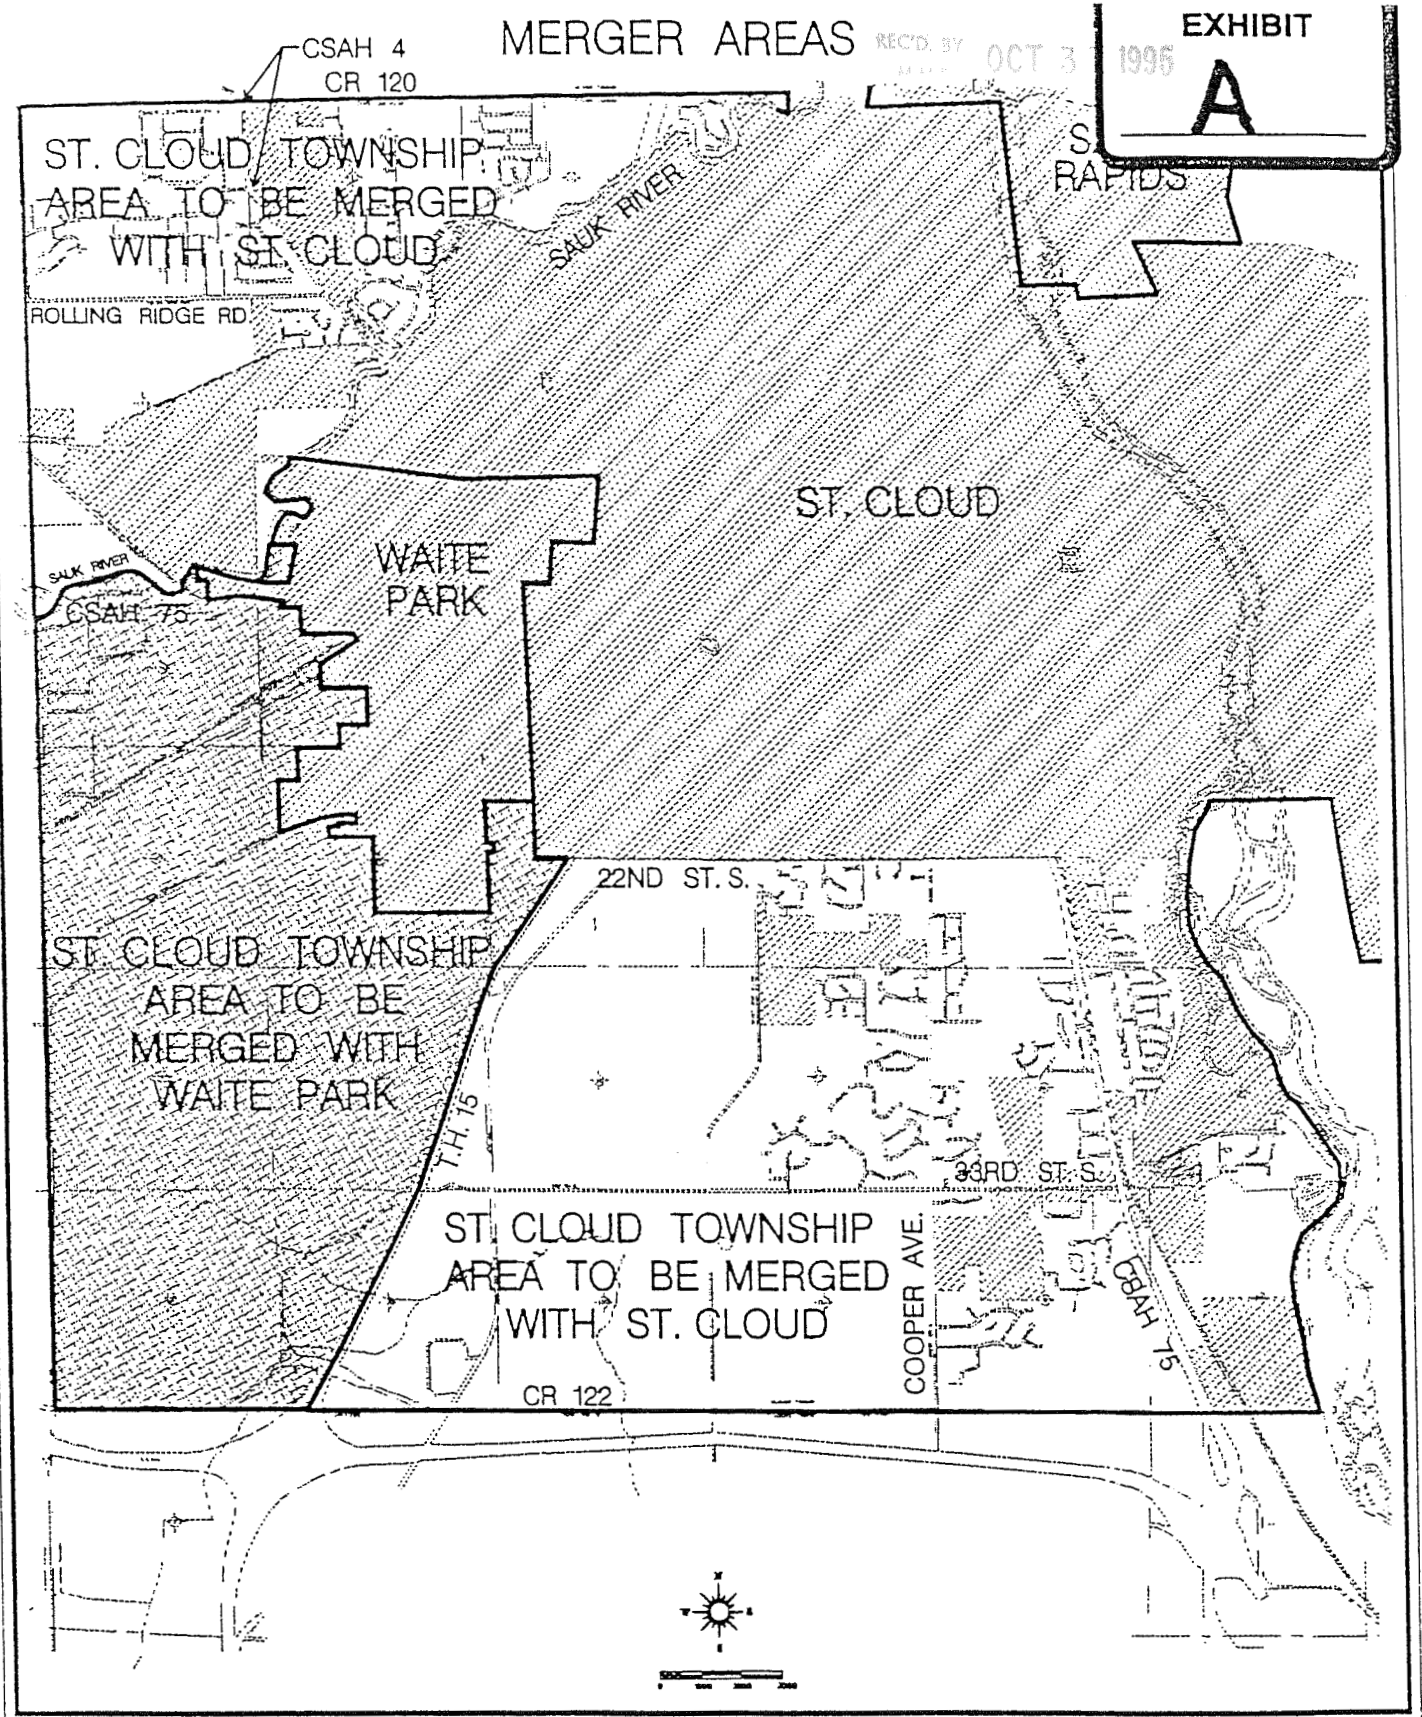 MERGER AREAS
REC'D. BY
OCT 3 1995
EXHIBIT
A
CSAH 4
CR 120
ST. CLOUD TOWNSHIP
AREA TO BE MERGED
WITH ST. CLOUD
SAUK RIVER
RAPIDS
ROLLING RIDGE RD.
ST. CLOUD
WAITE
PARK
SAUK RIVER
CSAH 75
22ND ST. S.
ST. CLOUD TOWNSHIP
AREA TO BE
MERGED WITH
WAITE PARK
T.H. 15
33RD ST. S.
ST. CLOUD TOWNSHIP
AREA TO BE MERGED
WITH ST. CLOUD
COOPER AVE.
CSAH 75
CR 122